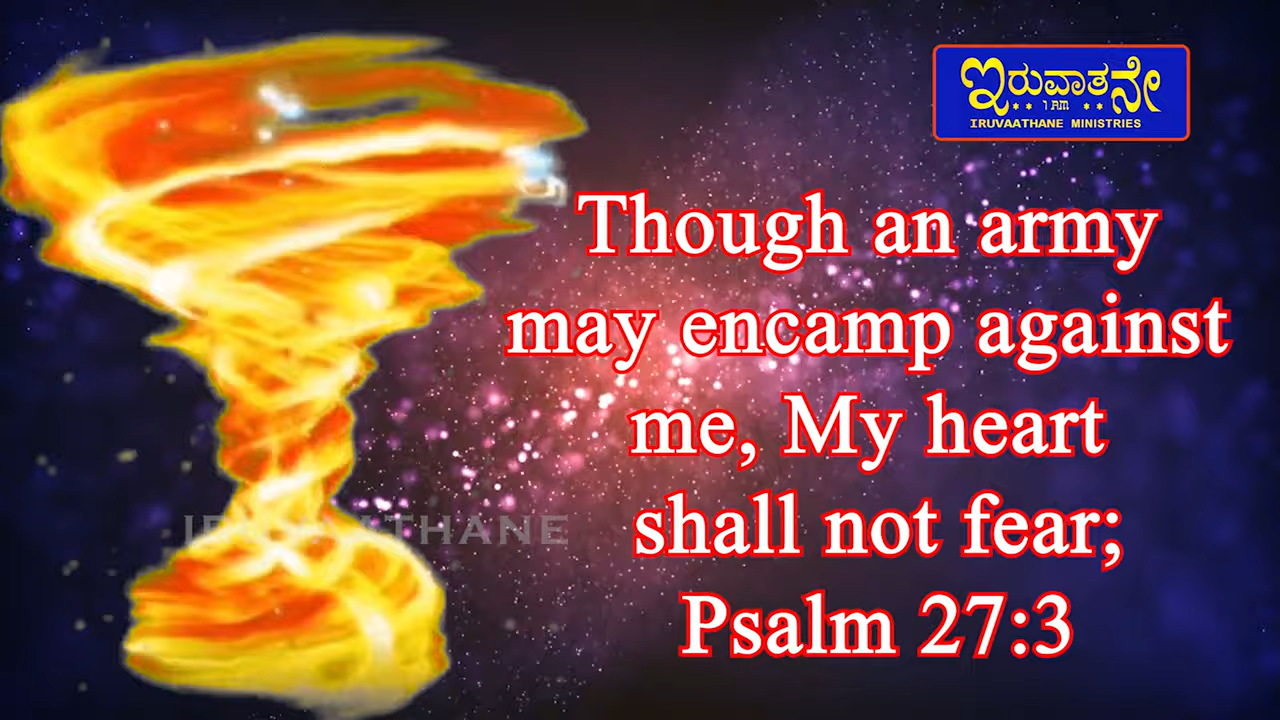 ಇರುವಾತನೇ
** I AM **
IRUVAATHANE MINISTRIES
Though an army
may encamp against
me, My heart
shall not fear;
Psalm 27:3
IRUVAATHANE